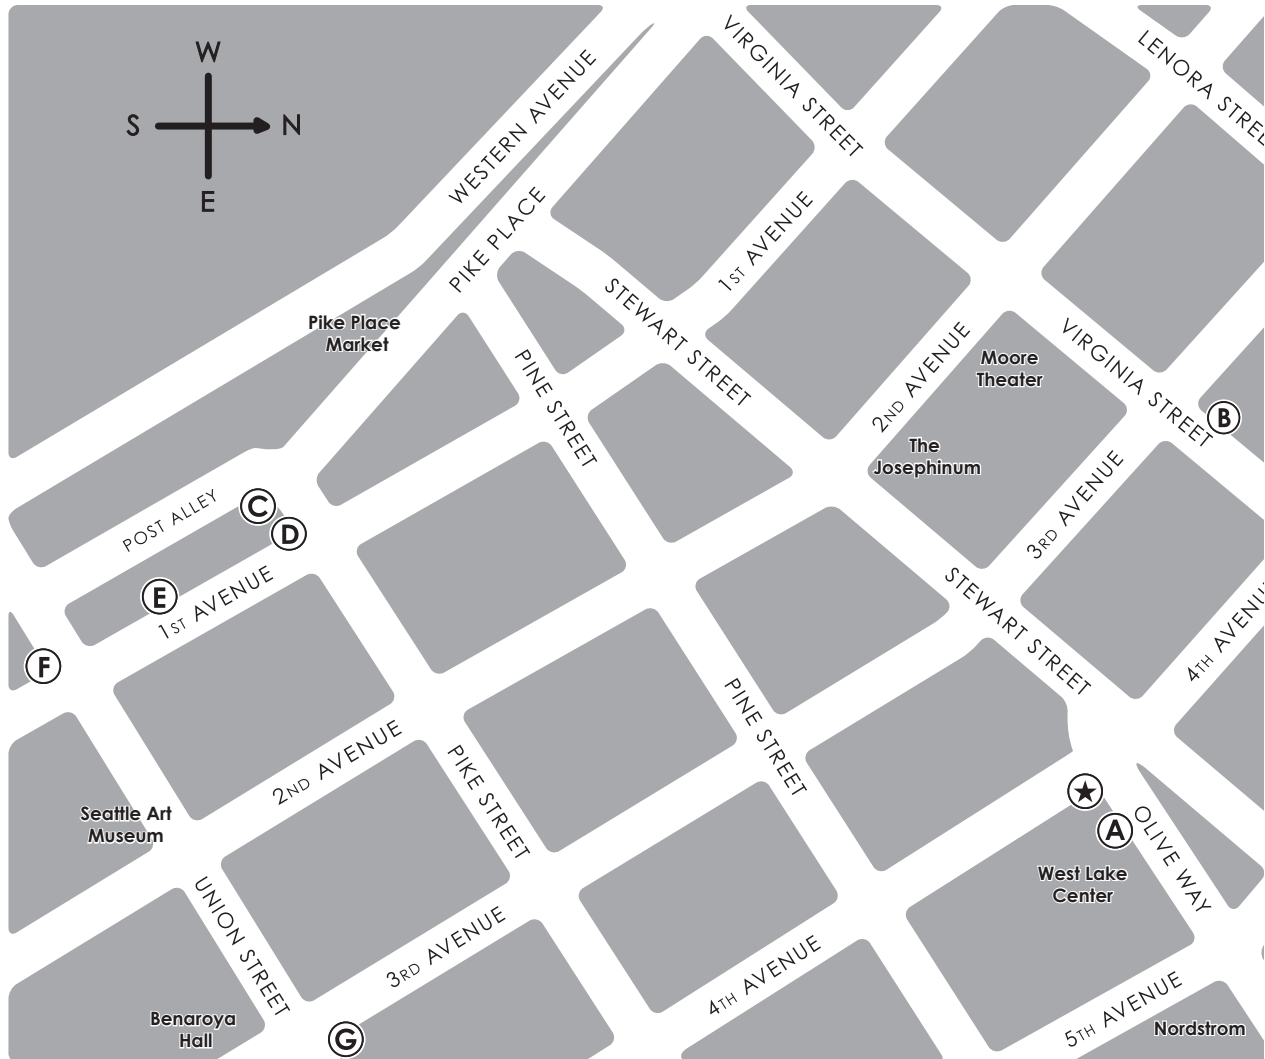 W
S
N
E
WESTERN AVENUE
VIRGINIA STREET
LENORA STREE
PIKE PLACE
1ST AVENUE
STEWART STREET
Pike Place
Market
PINE STREET
2ND AVENUE
Moore
Theater
VIRGINIA STREET
B
The
Josephinum
3RD AVENUE
POST ALLEY
C
D
E
1ST AVENUE
F
STEWART STREET
4TH AVENU
PINE STREET
2ND AVENUE
PIKE STREET
Seattle Art
Museum
A
OLIVE WAY
West Lake
Center
UNION STREET
3RD AVENUE
4TH AVENUE
5TH AVENUE
Benaroya
Hall
G
Nordstrom